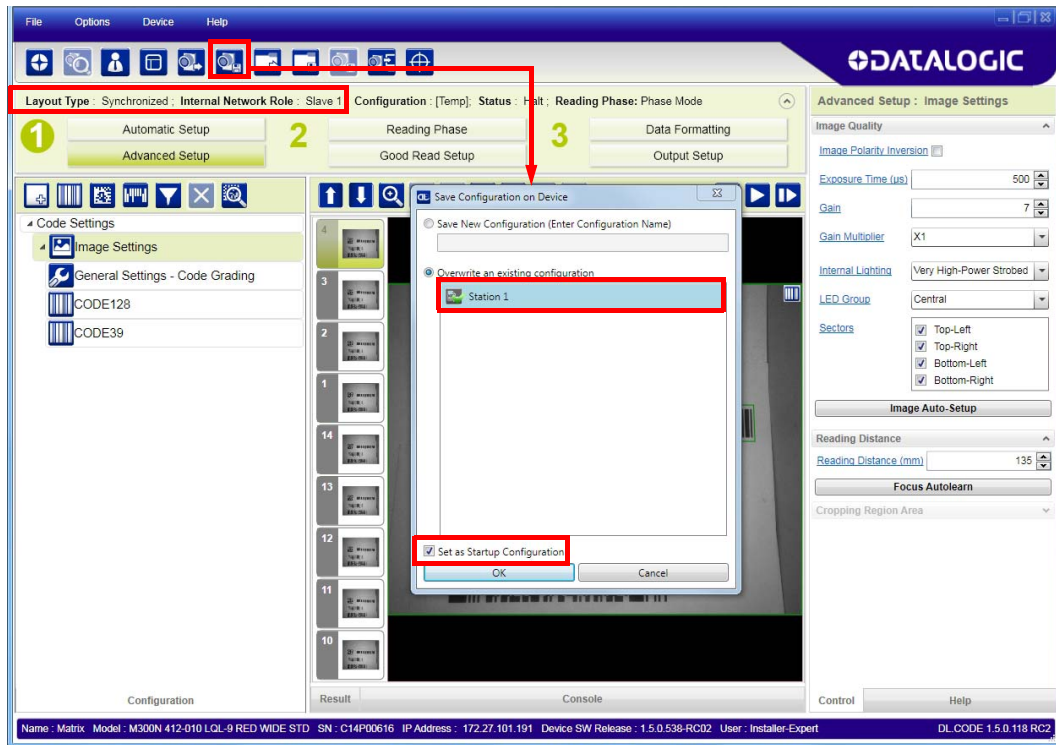 File Options Device Help
DATALOGIC
Layout Type : Synchronized ; Internal Network Role : Slave 1 Configuration : [Temp]; Status : Halt ; Reading Phase: Phase Mode
1 Automatic Setup 2 Reading Phase 3 Data Formatting
Advanced Setup Good Read Setup Output Setup
Code Settings
Image Settings
General Settings - Code Grading
CODE128
CODE39
Configuration
4
3
2
1
14
13
12
11
10
Result Console
Save Configuration on Device
Save New Configuration (Enter Configuration Name)
Overwrite an existing configuration
Station 1
Set as Startup Configuration
OK Cancel
Advanced Setup : Image Settings
Image Quality
Image Polarity Inversion
Exposure Time (µs) 500
Gain 7
Gain Multiplier X1
Internal Lighting Very High-Power Strobed
LED Group Central
Sectors Top-Left
Top-Right
Bottom-Left
Bottom-Right
Image Auto-Setup
Reading Distance
Reading Distance (mm) 135
Focus Autolearn
Cropping Region Area
Control Help
Name : Matrix Model : M300N 412-010 LQL-9 RED WIDE STD SN : C14P00616 IP Address : 172.27.101.191 Device SW Release : 1.5.0.538-RC02 User : Installer-Expert DL.CODE 1.5.0.118 RC2